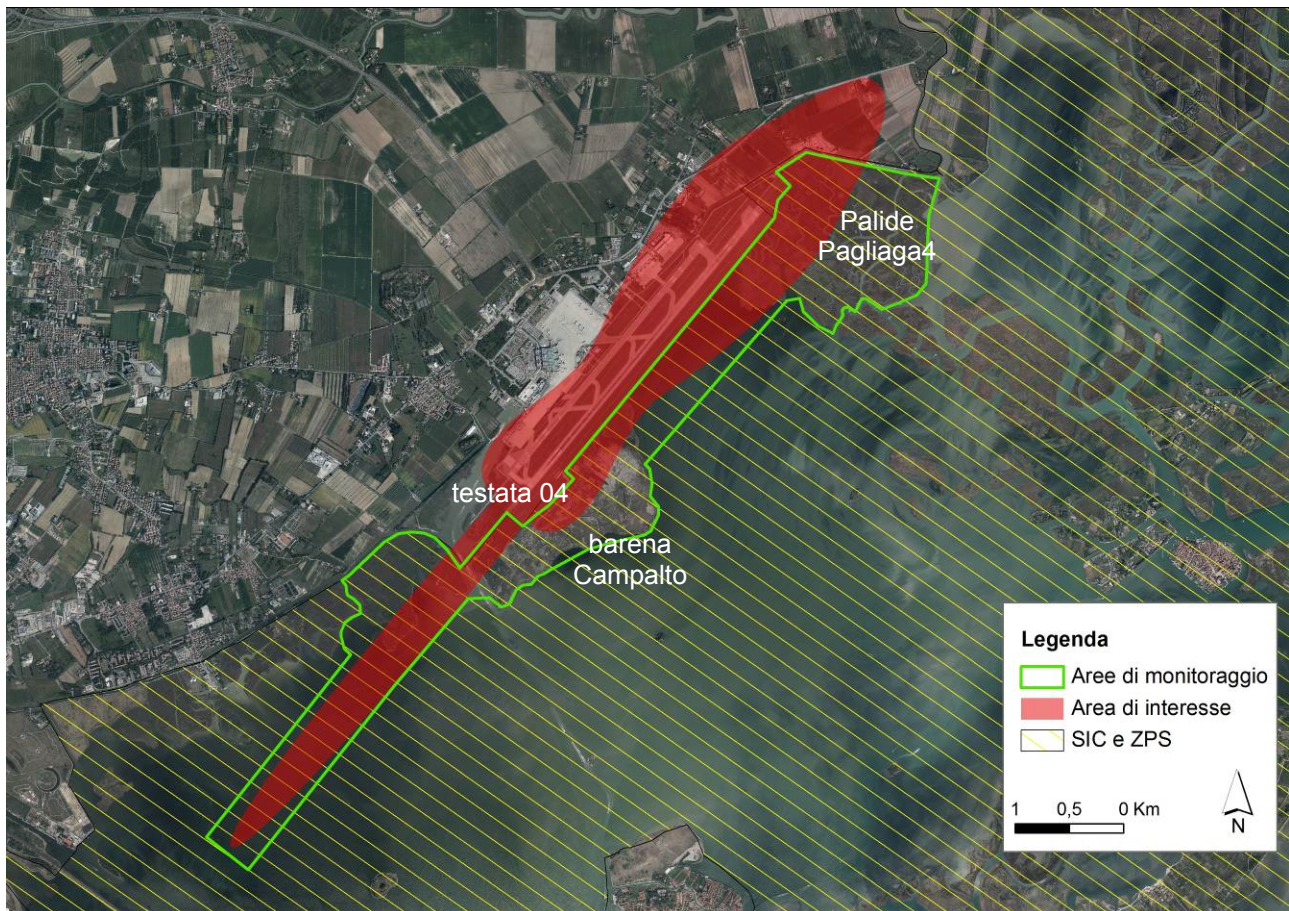 Palide
Pagliaga4
testata 04
barena
Campalto
Legenda
Aree di monitoraggio
Area di interesse
SIC e ZPS
1 0,5 0 Km
N